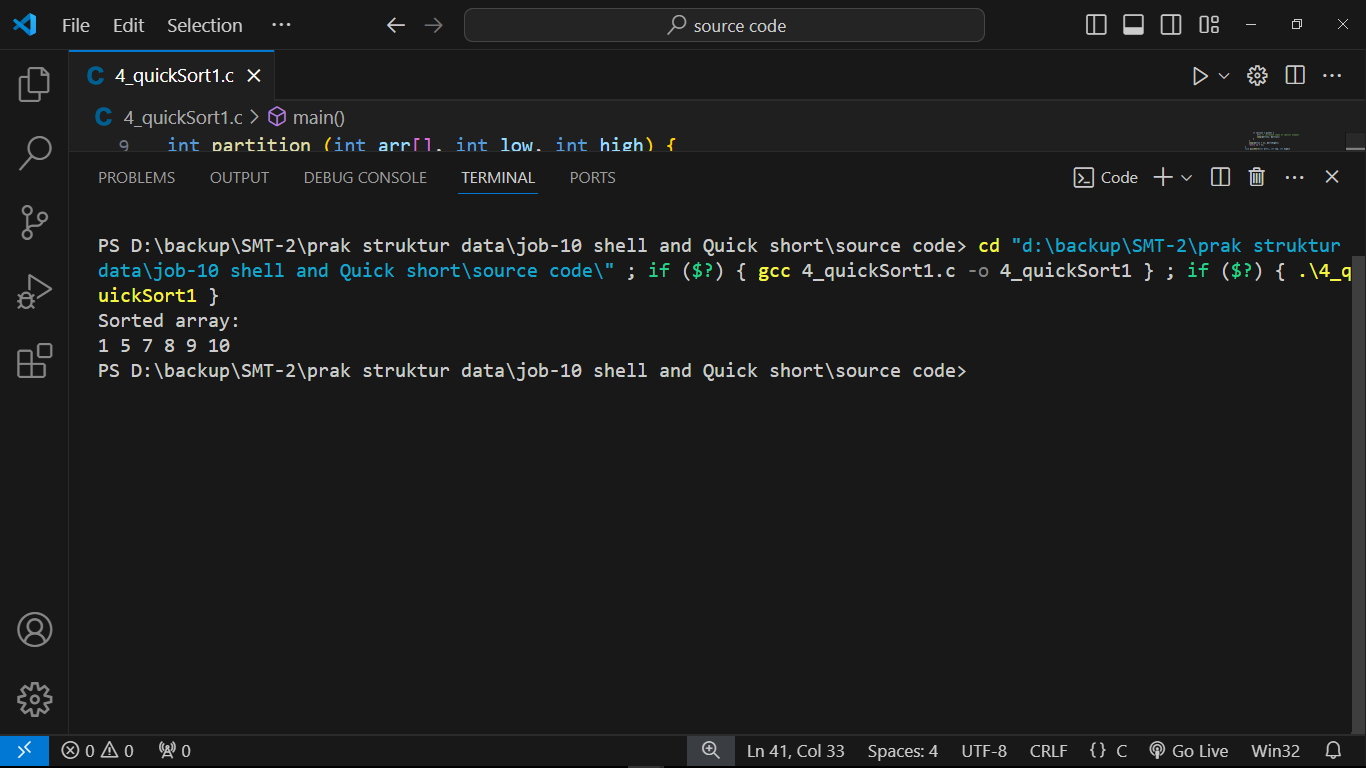 File Edit Selection ··· source code
C 4_quickSort1.c
C 4_quickSort1.c > main()
9 int partition (int arr[], int low, int high) {
PROBLEMS OUTPUT DEBUG CONSOLE TERMINAL PORTS Code
PS D:\backup\SMT-2\prak struktur data\job-10 shell and Quick short\source code> cd "d:\backup\SMT-2\prak struktur
data\job-10 shell and Quick short\source code\" ; if ($?) { gcc 4_quickSort1.c -o 4_quickSort1 } ; if ($?) { .\4_q
uickSort1 }
Sorted array:
1 5 7 8 9 10
PS D:\backup\SMT-2\prak struktur data\job-10 shell and Quick short\source code>
0 0 0 Ln 41, Col 33 Spaces: 4 UTF-8 CRLF {} C Go Live Win32